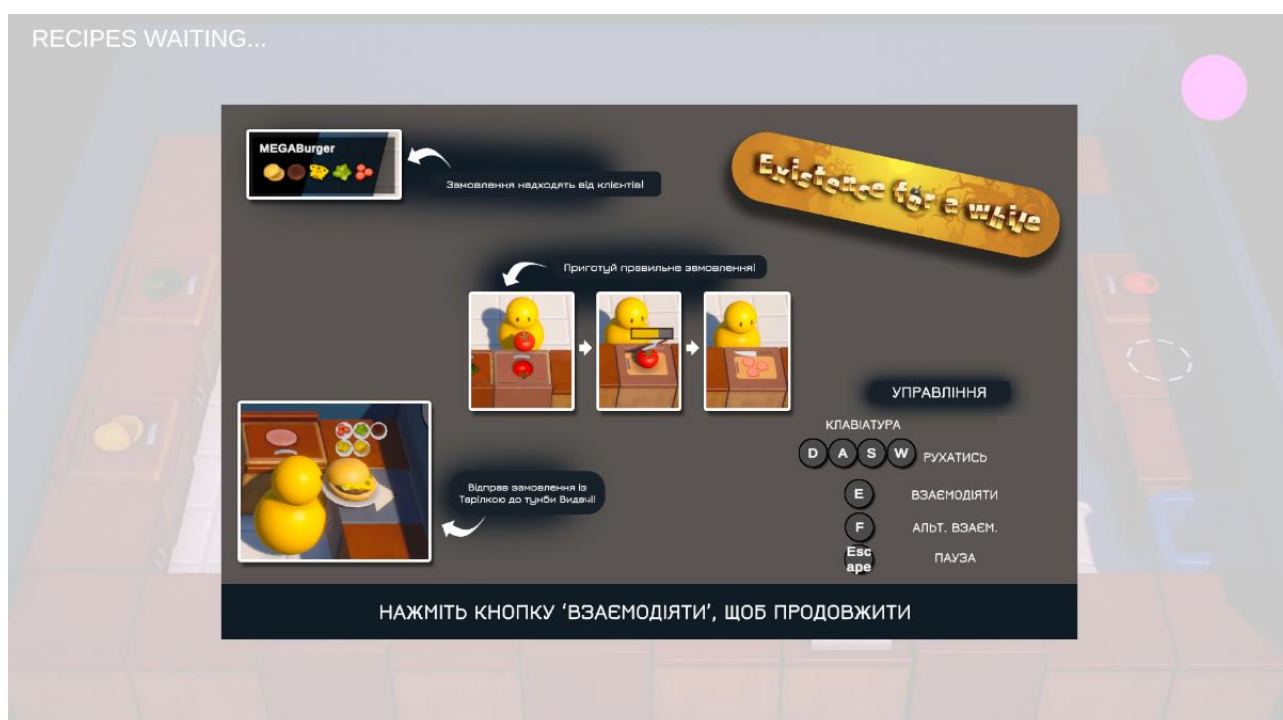 RECIPES WAITING...
MEGABurger
Замовлення надходять від клієнтів!
Existence for a while
Приготуй правильне замовлення!
Відправ замовлення із
Тарілкою до тумби Видачі!
УПРАВЛІННЯ
КЛАВІАТУРА
D A S W РУХАТИСЬ
E ВЗАЄМОДІЯТИ
F АЛЬТ. ВЗАЄМ.
Esc
ape ПАУЗА
НАЖМІТЬ КНОПКУ ‘ВЗАЄМОДІЯТИ’, ЩОБ ПРОДОВЖИТИ